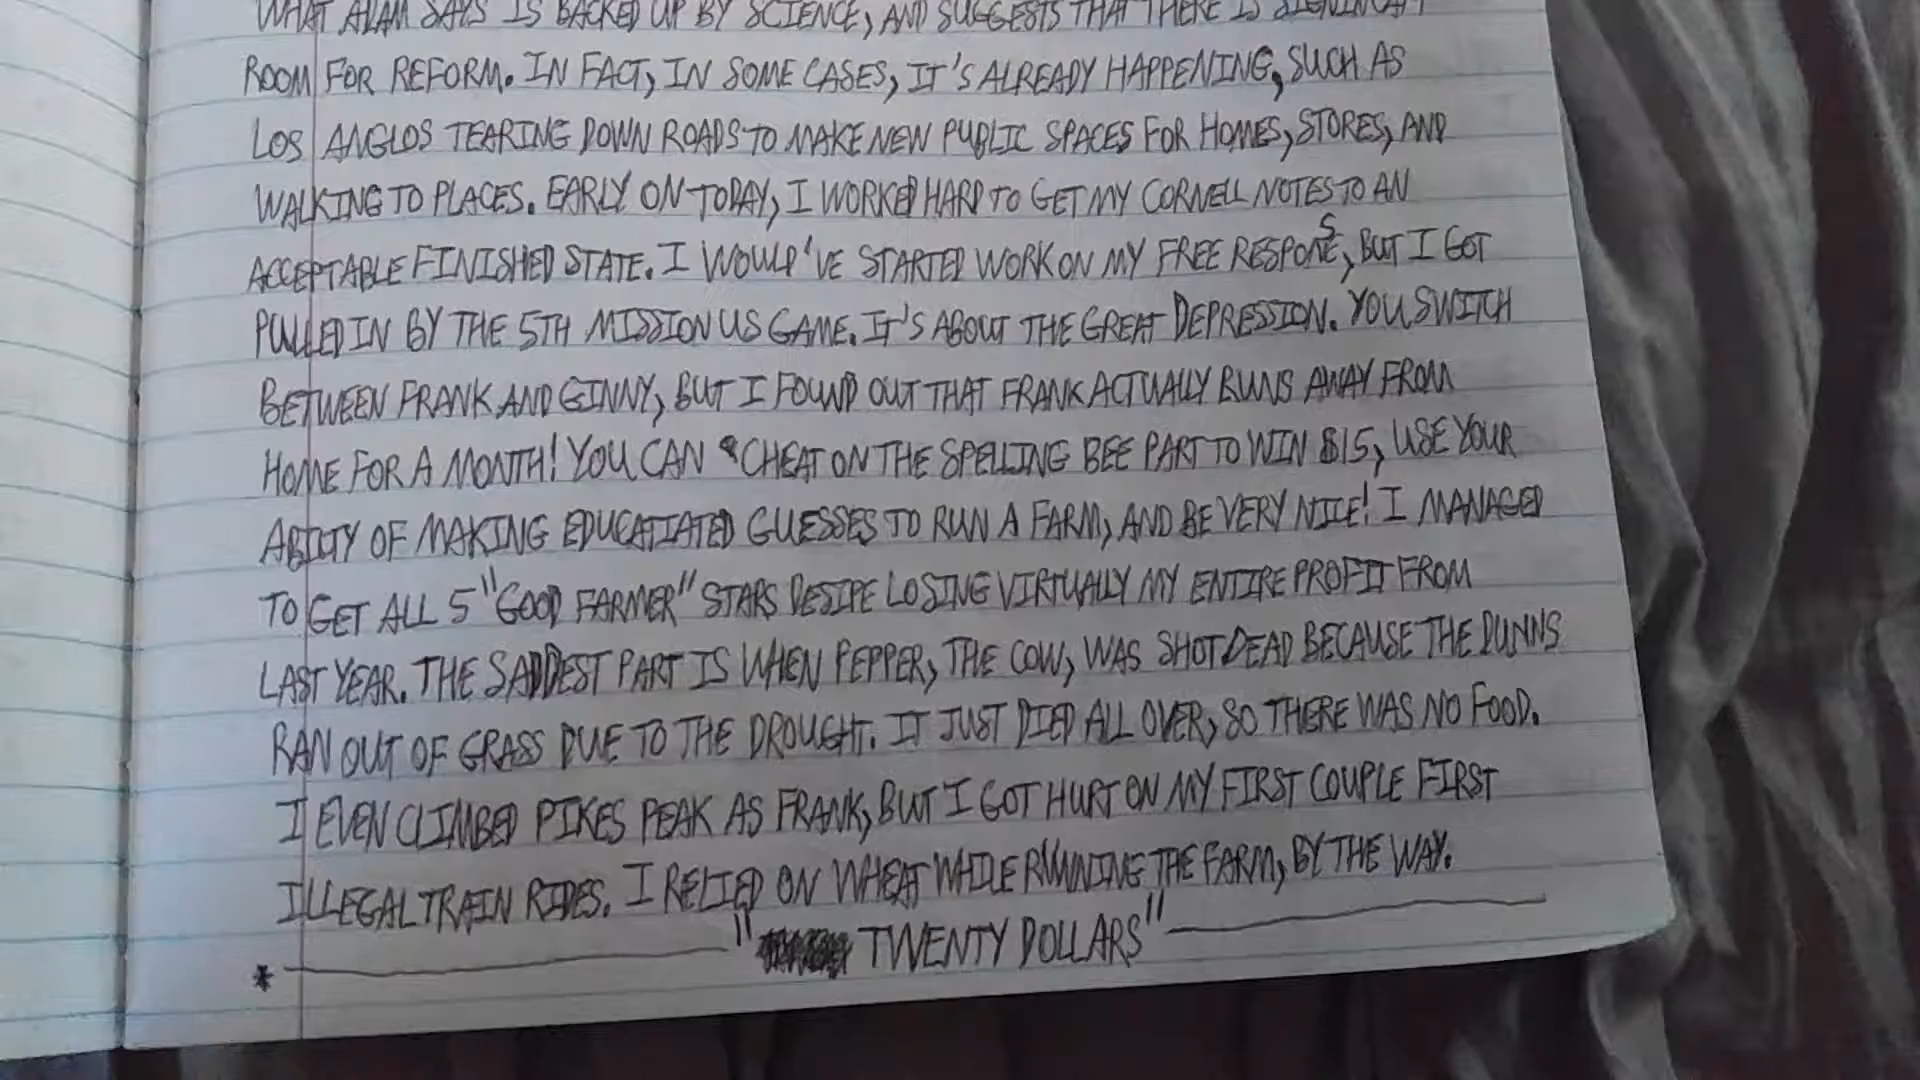 WHAT ALAM SAYS IS BACKED UP BY SCIENCE, AND SUGGESTS THAT THERE IS
ROOM FOR REFORM. IN FACT, IN SOME CASES, IT'S ALREADY HAPPENING, SUCH AS
LOS ANGLOS TEARING DOWN ROADS TO MAKE NEW PUBLIC SPACES FOR HOMES, STORES, AND
WALKING TO PLACES. EARLY ON TODAY, I WORKED HARD TO GET MY CORNELL NOTES TO AN
ACCEPTABLE FINISHED STATE. I WOULD'VE STARTED WORK ON MY FREE RESPONSE, BUT I GOT
PULLED IN BY THE 5TH MISSION US GAME. IT'S ABOUT THE GREAT DEPRESSION. YOU SWITCH
BETWEEN FRANK AND GINNY, BUT I FOUND OUT THAT FRANK ACTUALLY RUNS AWAY FROM
HOME FOR A MONTH! YOU CAN CHEAT ON THE SPELLING BEE PART TO WIN $15, USE YOUR
ABILTY OF MAKING EDUCATIATED GUESSES TO RUN A FARM, AND BE VERY NICE! I MANAGED
TO GET ALL 5 "GOOD FARMER" STARS DESIPE LOSING VIRTUALLY MY ENTIRE PROFIT FROM
LAST YEAR. THE SADDEST PART IS WHEN PEPPER, THE COW, WAS SHOT DEAD BECAUSE THE DUNNS
RAN OUT OF GRASS DUE TO THE DROUGHT. IT JUST DIED ALL OVER, SO THERE WAS NO FOOD.
I EVEN CLIMBED PIKES PEAK AS FRANK, BUT I GOT HURT ON MY FIRST COUPLE FIRST
ILLEGAL TRAIN RIDES. I RELIED ON WHEAT WHILE RUNNING THE FARM, BY THE WAY.
* "TWENTY DOLLARS"